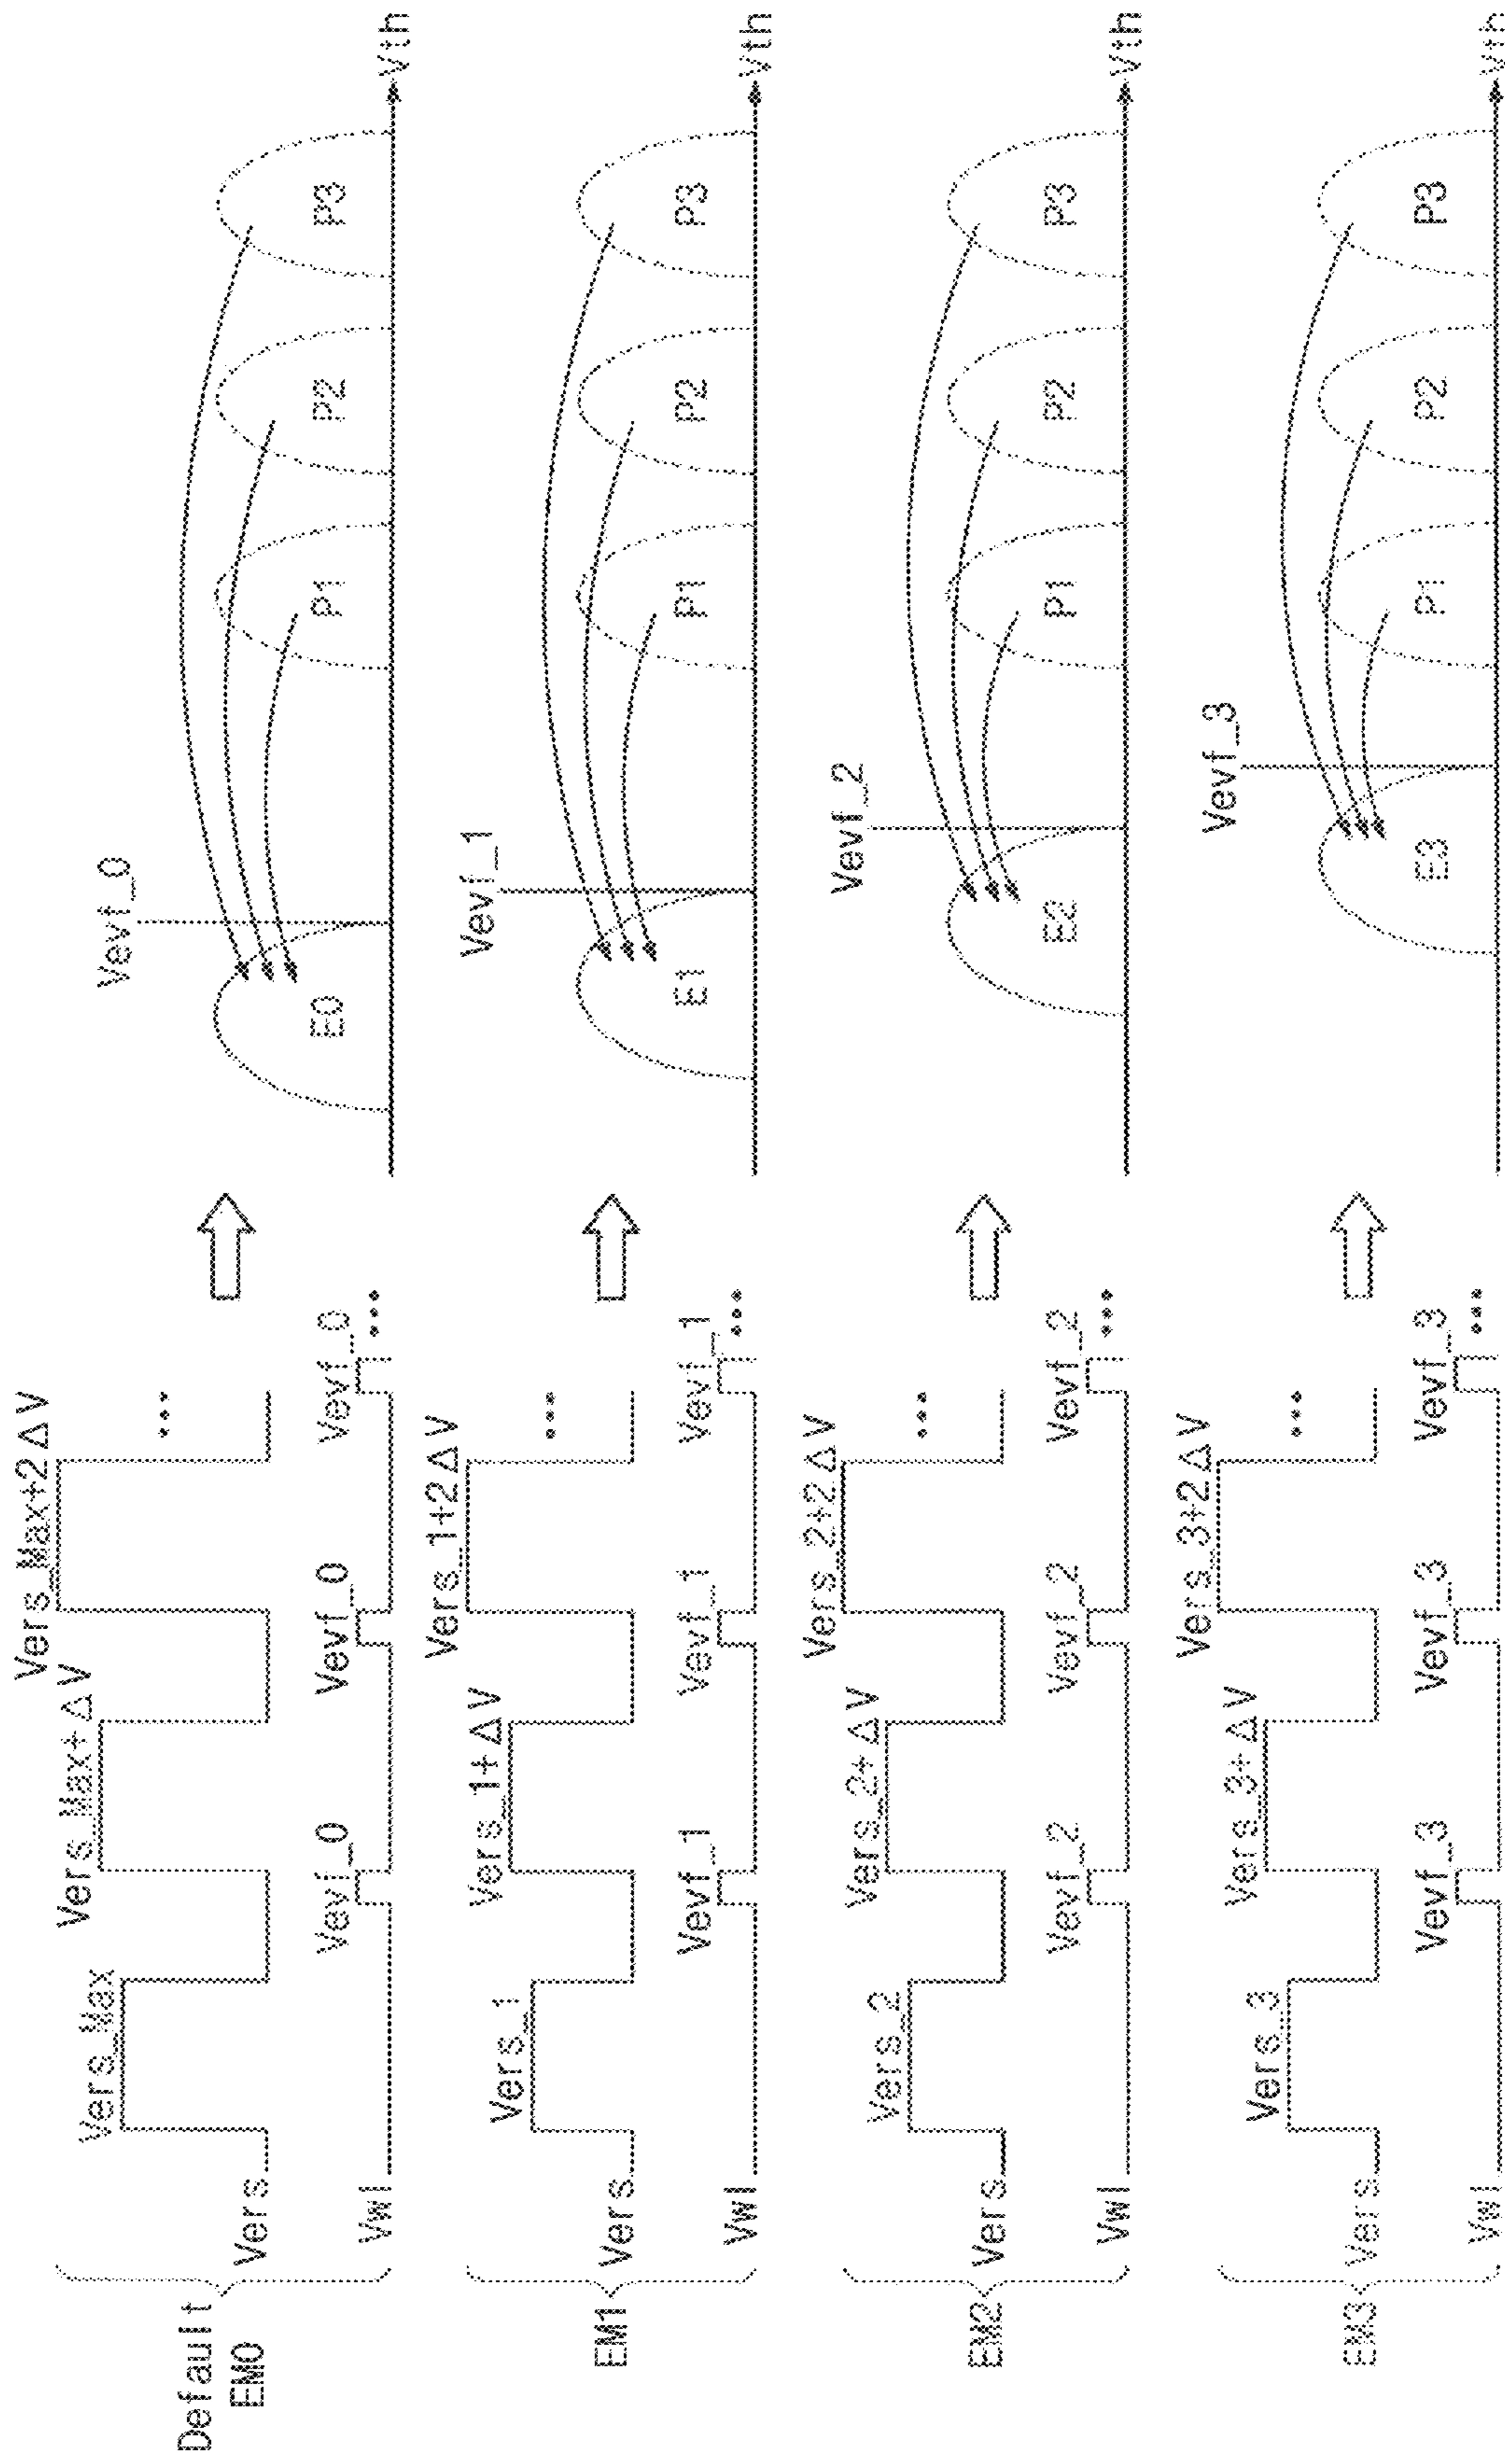 Default
EM0
Vers
Vers_Max
Vers_Max+ΔV
Vers_Max+2ΔV
...
Vwl
Vevf_0
Vevf_0
Vevf_0
...
Vevf_0
E0
P1
P2
P3
Vth
EM1
Vers
Vers_1
Vers_1+ΔV
Vers_1+2ΔV
...
Vwl
Vevf_1
Vevf_1
Vevf_1
...
Vevf_1
E1
P1
P2
P3
Vth
EM2
Vers
Vers_2
Vers_2+ΔV
Vers_2+2ΔV
...
Vwl
Vevf_2
Vevf_2
Vevf_2
...
Vevf_2
E2
P1
P2
P3
Vth
EM3
Vers
Vers_3
Vers_3+ΔV
Vers_3+2ΔV
...
Vwl
Vevf_3
Vevf_3
Vevf_3
...
Vevf_3
E3
P1
P2
P3
Vth